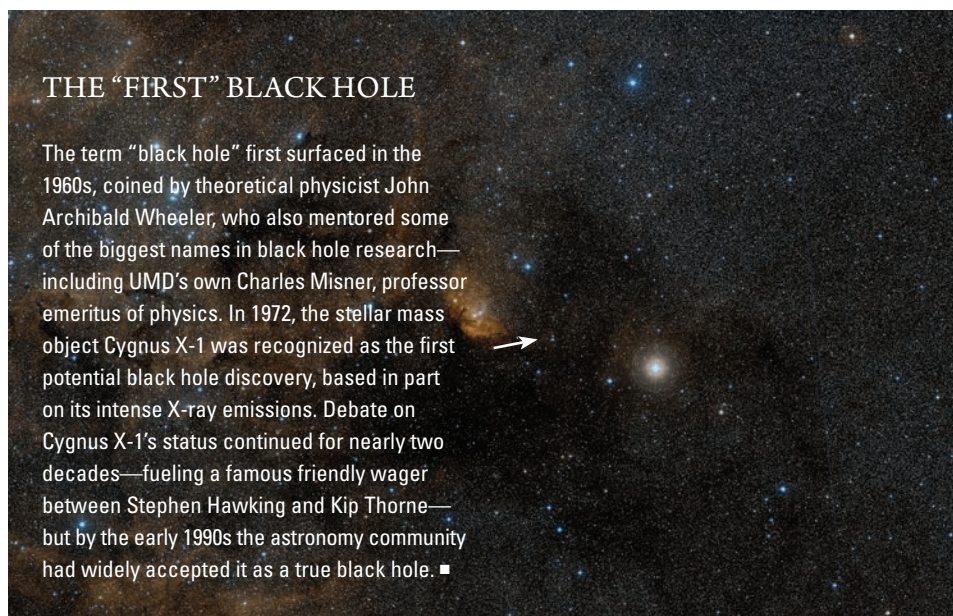 THE “FIRST” BLACK HOLE
The term “black hole” first surfaced in the
1960s, coined by theoretical physicist John
Archibald Wheeler, who also mentored some
of the biggest names in black hole research—
including UMD’s own Charles Misner, professor
emeritus of physics. In 1972, the stellar mass
object Cygnus X-1 was recognized as the first
potential black hole discovery, based in part
on its intense X-ray emissions. Debate on
Cygnus X-1’s status continued for nearly two
decades—fueling a famous friendly wager
between Stephen Hawking and Kip Thorne—
but by the early 1990s the astronomy community
had widely accepted it as a true black hole. ■